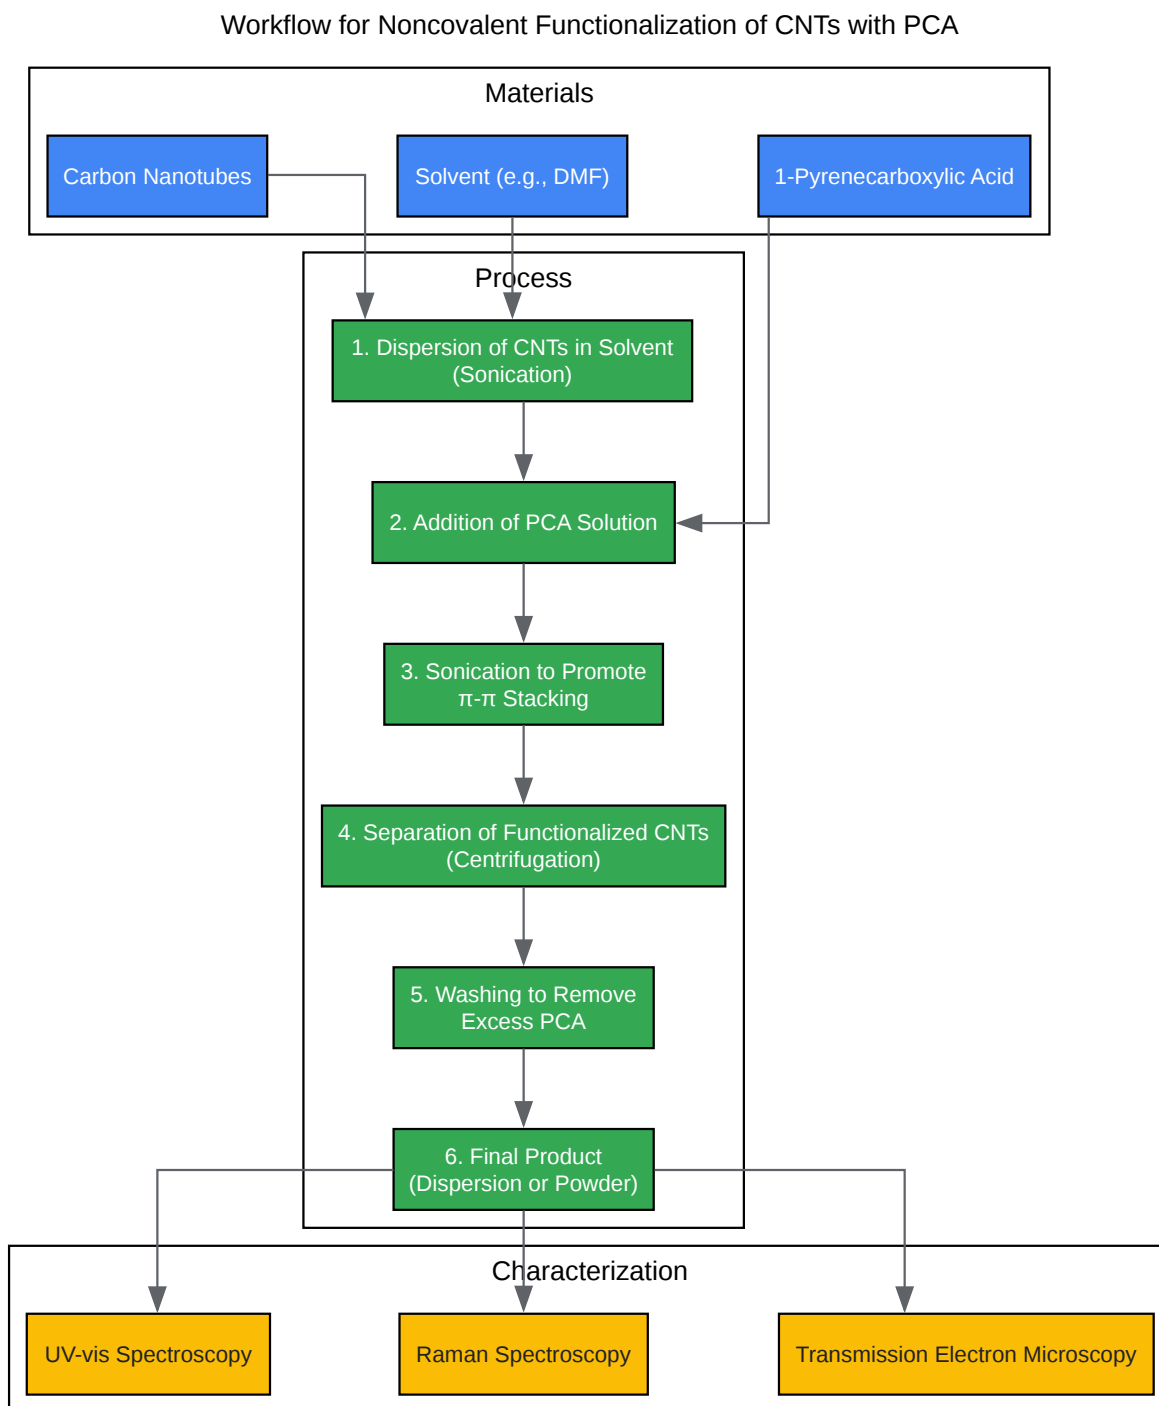 Workflow for Noncovalent Functionalization of CNTs with PCA
Materials
Carbon Nanotubes
Solvent (e.g., DMF)
1-Pyrenecarboxylic Acid
Process
1. Dispersion of CNTs in Solvent
(Sonication)
2. Addition of PCA Solution
3. Sonication to Promote
π-π Stacking
4. Separation of Functionalized CNTs
(Centrifugation)
5. Washing to Remove
Excess PCA
6. Final Product
(Dispersion or Powder)
Characterization
UV-vis Spectroscopy
Raman Spectroscopy
Transmission Electron Microscopy